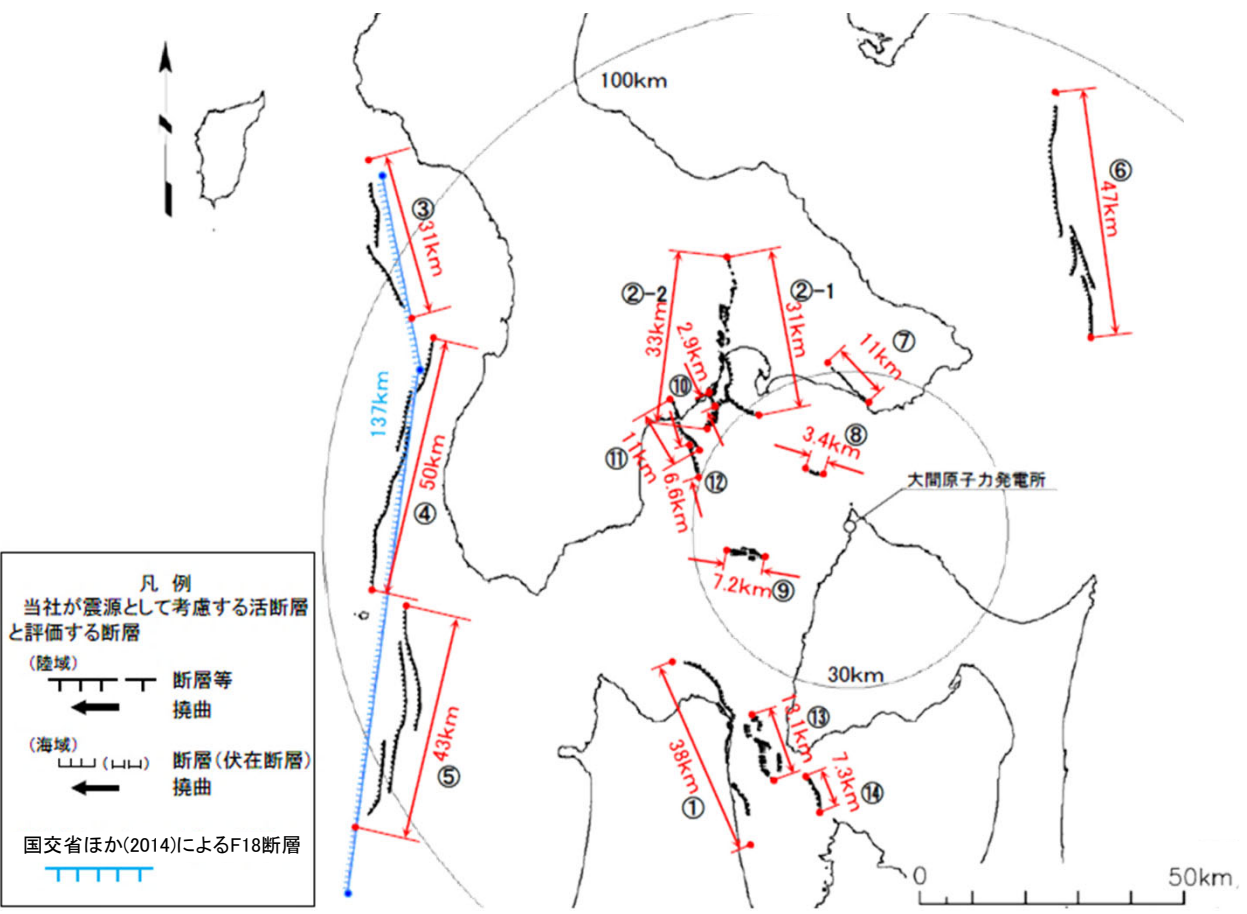 100km
③
31km
⑥
47km
②-2
②-1
33km
31km
2.9km
⑦
11km
⑩
137km
50km
⑧
3.4km
⑪
11km
6.6km
⑫
大間原子力発電所
④
7.2km
⑨
凡 例
当社が震源として考慮する活断層
と評価する断層
(陸域)
断層等
撓曲
(海域)
断層(伏在断層)
撓曲
国交省ほか(2014)によるF18断層
30km
43km
⑤
38km
①
⑬
13.1km
7.3km
⑭
0
50km